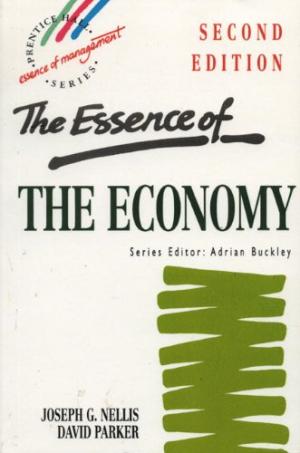 PRENTICE HALL
essence of management
SERIES
SECOND
EDITION
The Essence of
THE ECONOMY
Series Editor: Adrian Buckley
JOSEPH G. NELLIS
DAVID PARKER